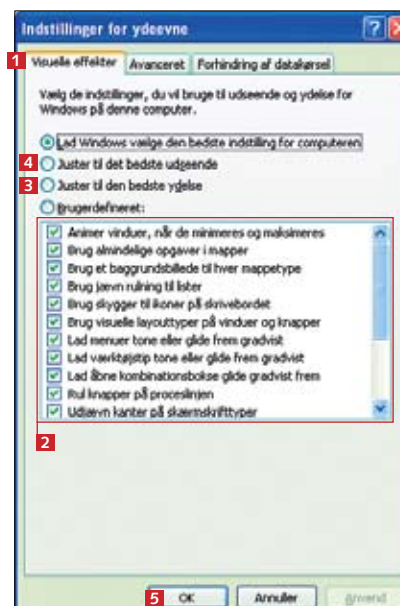 Indstillinger for ydeevne
1 Visuelle effekter Avanceret Forhindring af datakørsel
Vælg de indstillinger, du vil bruge til udseende og ydelse for
Windows på denne computer.
Lad Windows vælge den bedste indstilling for computeren
4 Juster til det bedste udseende
3 Juster til den bedste ydelse
Brugerdefineret:
Animer vinduer, når de minimeres og maksimeres
Brug almindelige opgaver i mapper
Brug et baggrundsbillede til hver mappetype
Brug jævn rulning til lister
Brug skygger til ikoner på skrivebordet
Brug visuelle layouttyper på vinduer og knapper
Lad menuer tone eller glide frem gradvist
Lad værktøjstip tone eller glide frem gradvist
Lad åbne kombinationsbokse glide gradvist frem
Rul knapper på proceslinjen
Udjævn kanter på skærmskrifttyper
2
5 OK Annuller Anvend